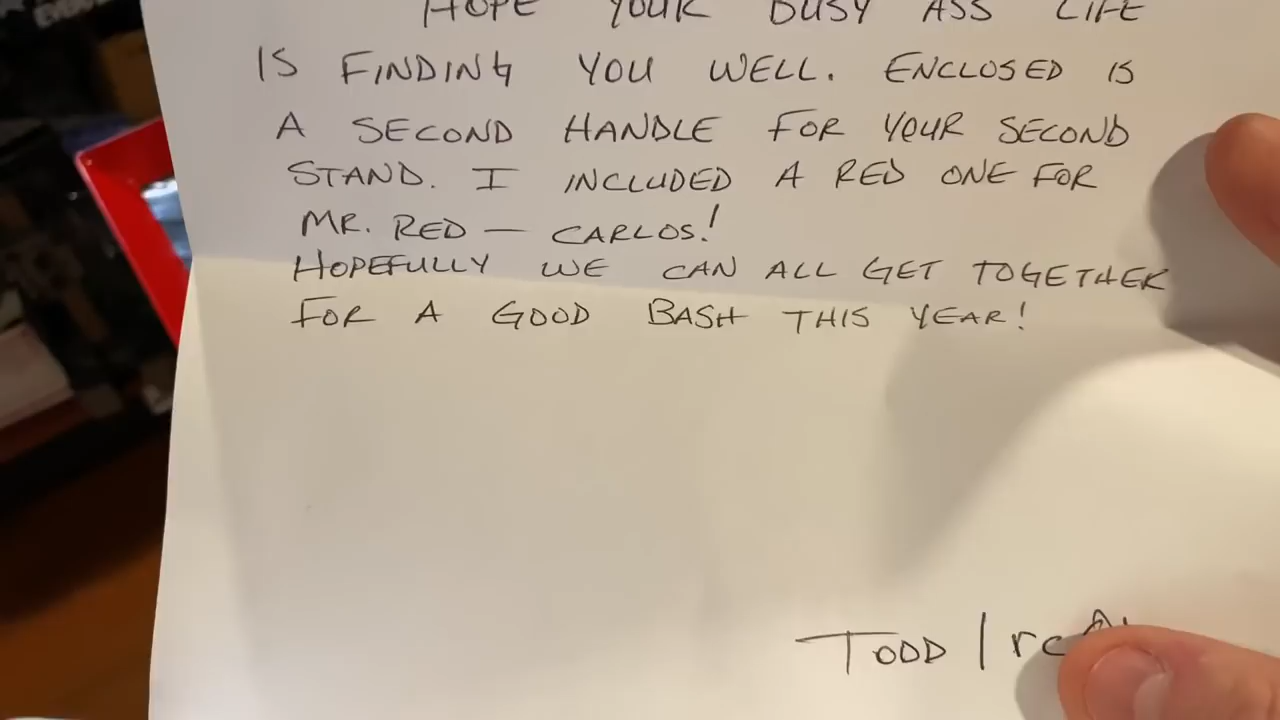 HOPE YOUR BUSY ASS LIFE
IS FINDING YOU WELL. ENCLOSED IS
A SECOND HANDLE FOR YOUR SECOND
STAND. I INCLUDED A RED ONE FOR
MR. RED — CARLOS!
HOPEFULLY WE CAN ALL GET TOGETHER
FOR A GOOD BASH THIS YEAR!
TODD |